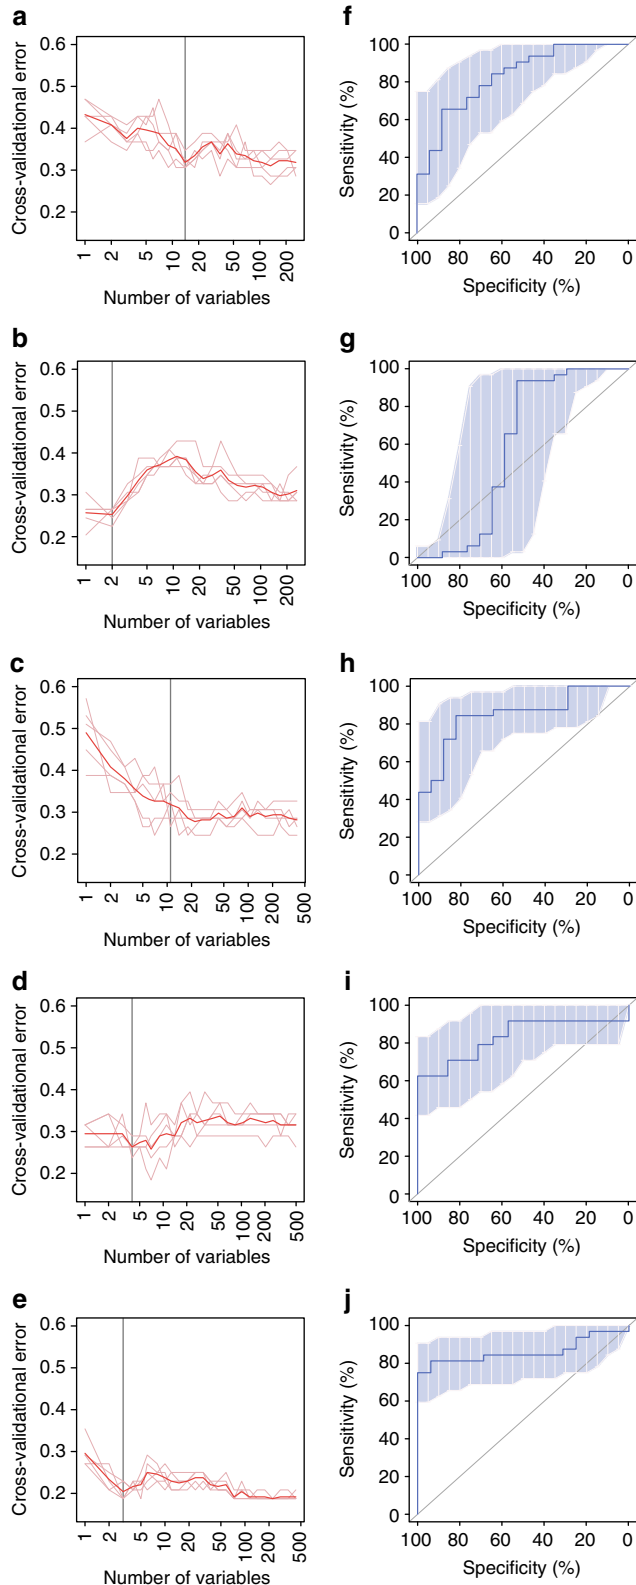 a
0.6
0.5
0.4
0.3
0.2
Cross-validational error
1
2
5
10
20
50
100
200
Number of variables
f
100
80
60
40
20
0
Sensitivity (%)
100 80 60 40 20 0
Specificity (%)
b
0.6
0.5
0.4
0.3
0.2
Cross-validational error
1
2
5
10
20
50
100
200
Number of variables
g
100
80
60
40
20
0
Sensitivity (%)
100 80 60 40 20 0
Specificity (%)
c
0.6
0.5
0.4
0.3
0.2
Cross-validational error
1
2
5
10
20
50
100
200
500
Number of variables
h
100
80
60
40
20
0
Sensitivity (%)
100 80 60 40 20 0
Specificity (%)
d
0.6
0.5
0.4
0.3
0.2
Cross-validational error
1
2
5
10
20
50
100
200
500
Number of variables
i
100
80
60
40
20
0
Sensitivity (%)
100 80 60 40 20 0
Specificity (%)
e
0.6
0.5
0.4
0.3
0.2
Cross-validational error
1
2
5
10
20
50
100
200
500
Number of variables
j
100
80
60
40
20
0
Sensitivity (%)
100 80 60 40 20 0
Specificity (%)